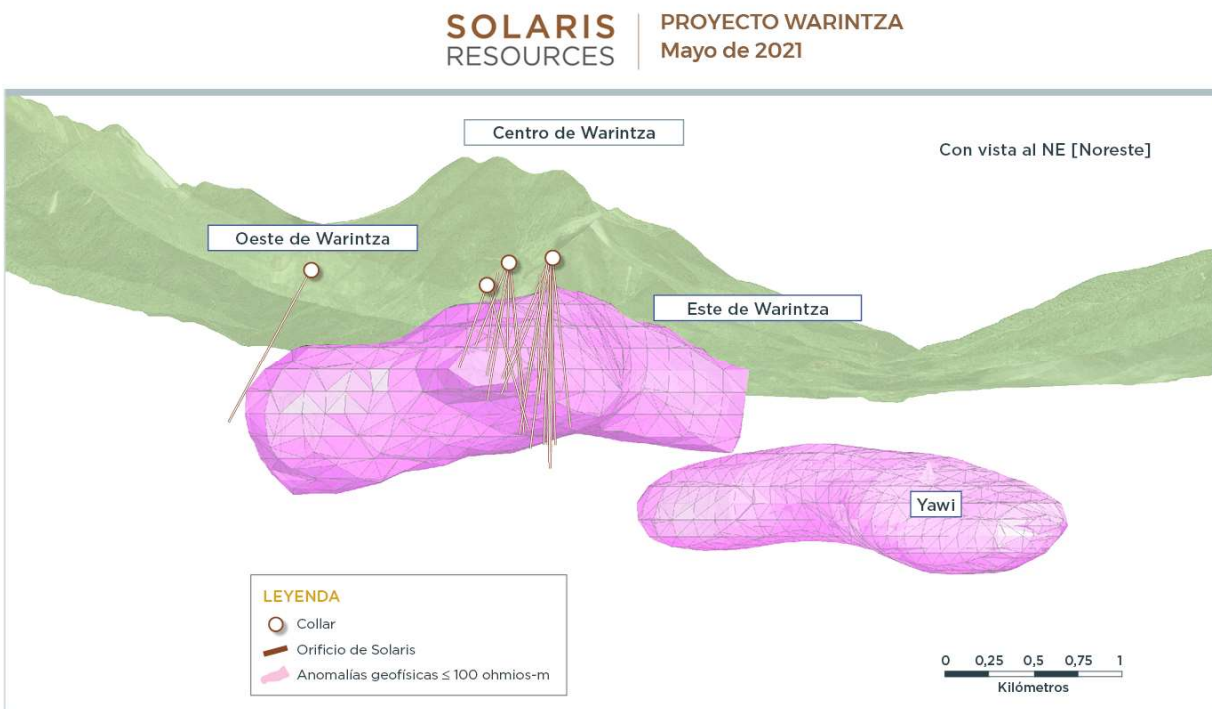 SOLARIS
RESOURCES
PROYECTO WARINTZA
Mayo de 2021
Centro de Warintza
Con vista al NE [Noreste]
Oeste de Warintza
Este de Warintza
Yawi
LEYENDA
Collar
Orificio de Solaris
Anomalías geofísicas ≤ 100 ohmios-m
0 0,25 0,5 0,75 1
Kilómetros